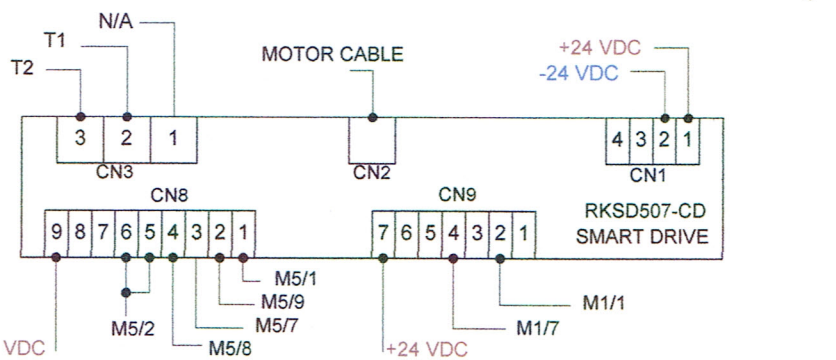 N/A
T1
T2
MOTOR CABLE
+24 VDC
-24 VDC
3 2 1
4 3 2 1
CN3
CN2
CN1
CN8
CN9
RKSD507-CD
SMART DRIVE
9 8 7 6 5 4 3 2 1
7 6 5 4 3 2 1
M5/1
M5/9
M5/7
M5/2
M5/8
M1/1
M1/7
VDC
+24 VDC